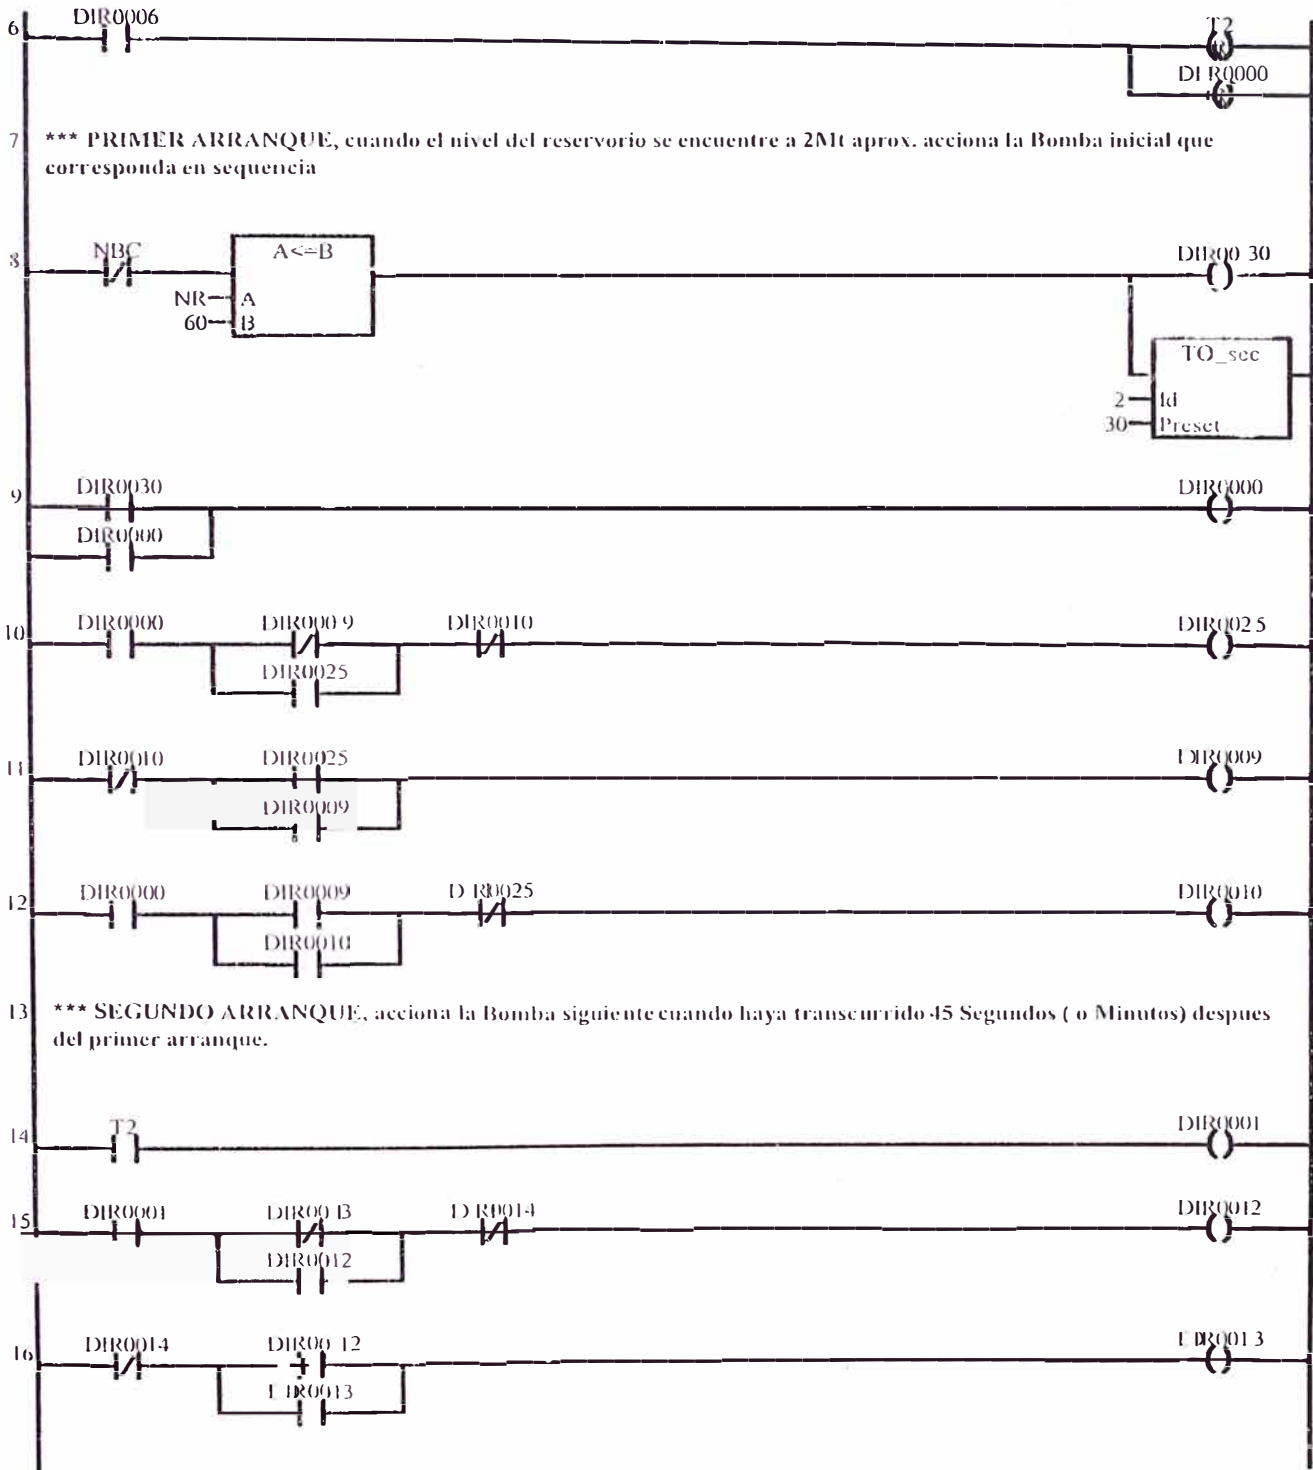 DIR0006
T2
6
DIR0000
7 *** PRIMER ARRANQUE, cuando el nivel del reservorio se encuentre a 2Mt aprox. acciona la Bomba inicial que
corresponda en sequencia
NBC
A<=B
DIR0030
8
NR A
60 B
TO_sec
2 Id
30 Preset
DIR0030
DIR0000
9
DIR0000
DIR0000 DIR0009 DIR0010
DIR0025
10
DIR0025
DIR0010 DIR0025
DIR0009
11
DIR0009
DIR0000 DIR0009 DIR0025
DIR0010
12
DIR0010
13 *** SEGUNDO ARRANQUE, acciona la Bomba siguiente cuando haya transcurrido 45 Segundos ( o Minutos) despues
del primer arranque.
T2
DIR0001
14
DIR0001 DIR0013 DIR0014
DIR0012
15
DIR0012
DIR0014 DIR0012
DIR0013
16
DIR0013